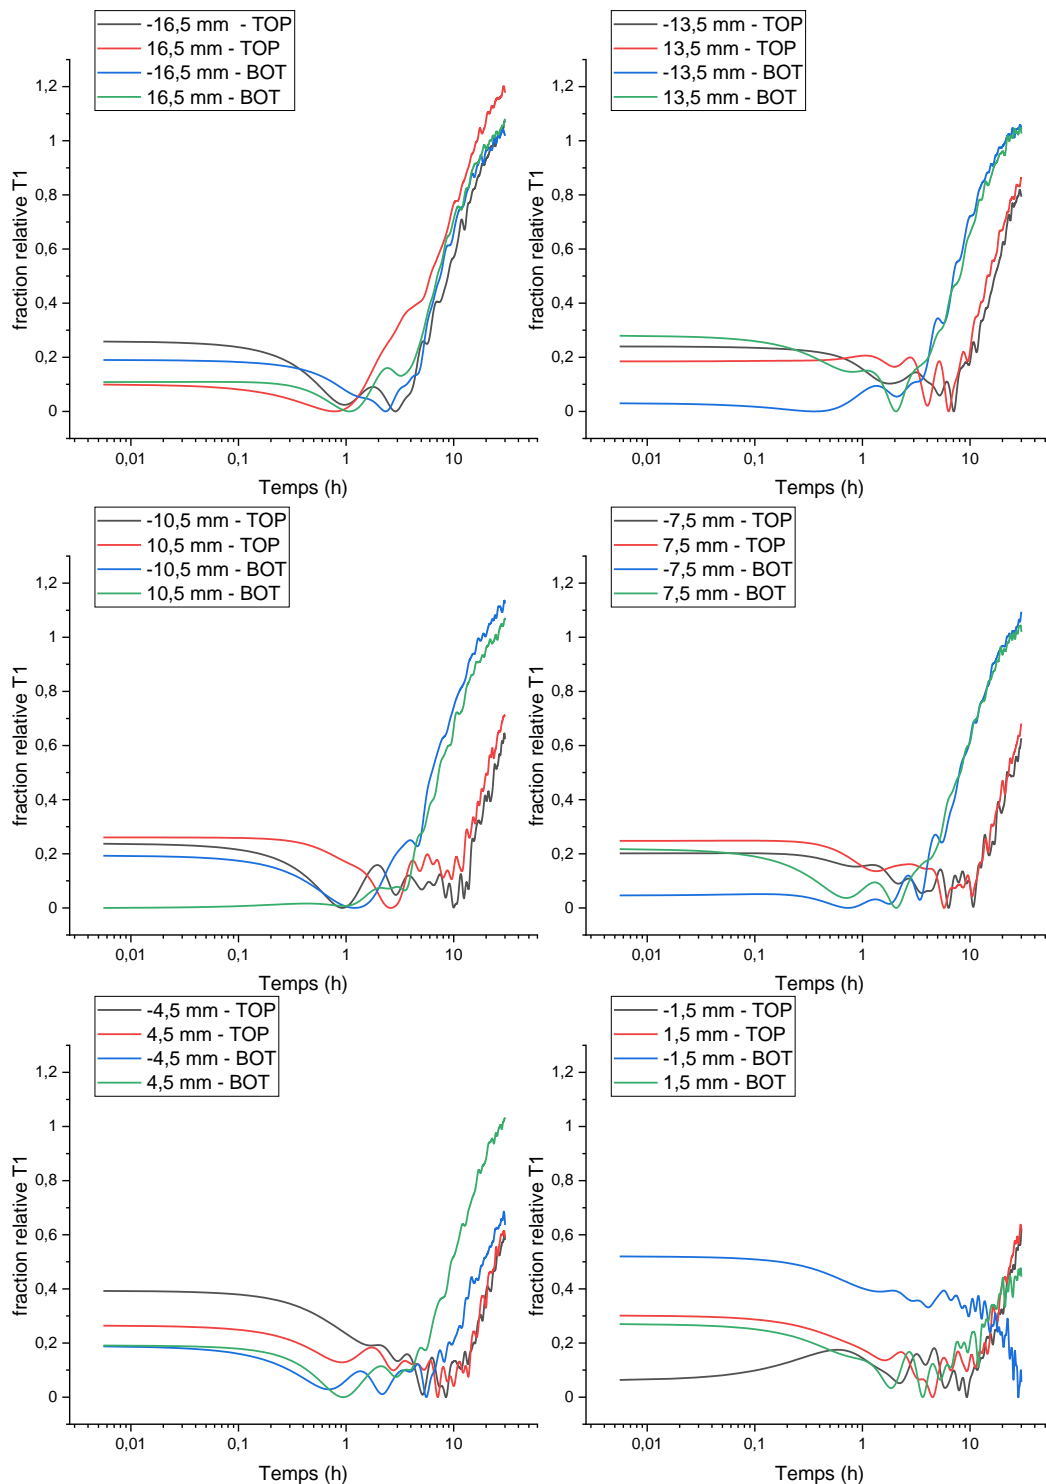 -16,5 mm - TOP
16,5 mm - TOP
-16,5 mm - BOT
16,5 mm - BOT
1,2
1
0,8
0,6
0,4
0,2
0
fraction relative T1
0,01
0,1
1
10
Temps (h)
-13,5 mm - TOP
13,5 mm - TOP
-13,5 mm - BOT
13,5 mm - BOT
1,2
1
0,8
0,6
0,4
0,2
0
fraction relative T1
0,01
0,1
1
10
Temps (h)
-10,5 mm - TOP
10,5 mm - TOP
-10,5 mm - BOT
10,5 mm - BOT
1,2
1
0,8
0,6
0,4
0,2
0
fraction relative T1
0,01
0,1
1
10
Temps (h)
-7,5 mm - TOP
7,5 mm - TOP
-7,5 mm - BOT
7,5 mm - BOT
1,2
1
0,8
0,6
0,4
0,2
0
fraction relative T1
0,01
0,1
1
10
Temps (h)
-4,5 mm - TOP
4,5 mm - TOP
-4,5 mm - BOT
4,5 mm - BOT
1,2
1
0,8
0,6
0,4
0,2
0
fraction relative T1
0,01
0,1
1
10
Temps (h)
-1,5 mm - TOP
1,5 mm - TOP
-1,5 mm - BOT
1,5 mm - BOT
1,2
1
0,8
0,6
0,4
0,2
0
fraction relative T1
0,01
0,1
1
10
Temps (h)